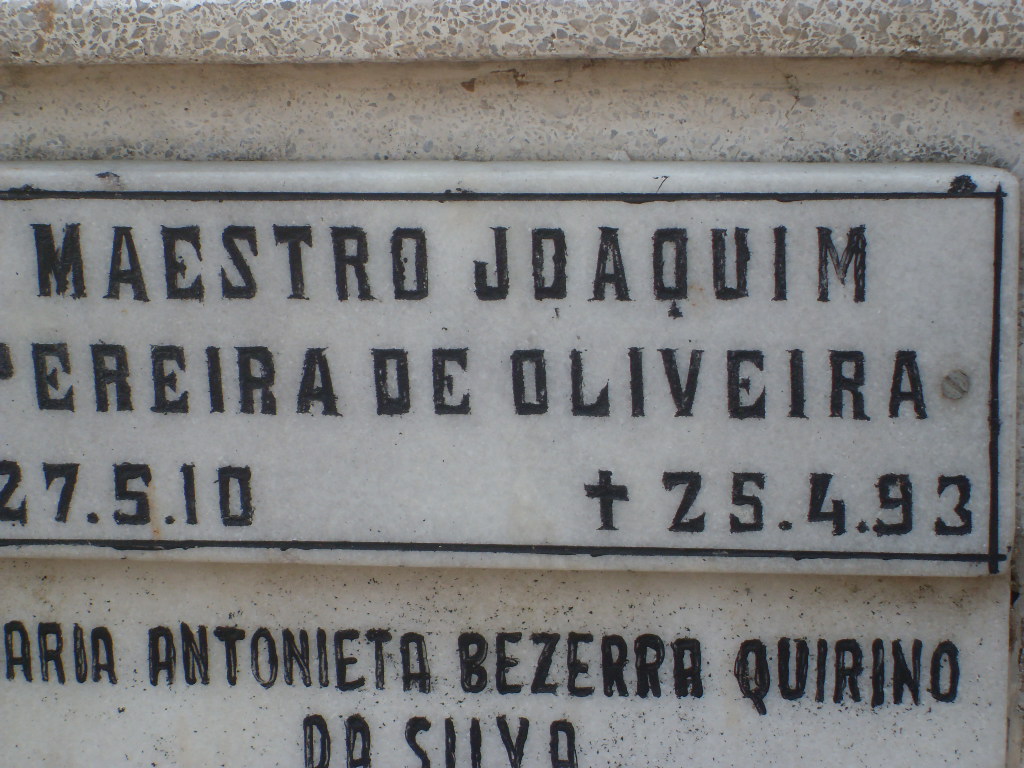 MAESTRO JOAQUIM
PEREIRA DE OLIVEIRA
27.5.10 † 25.4.93
ARIA ANTONIETA BEZERRA QUIRINO
DA SILVA